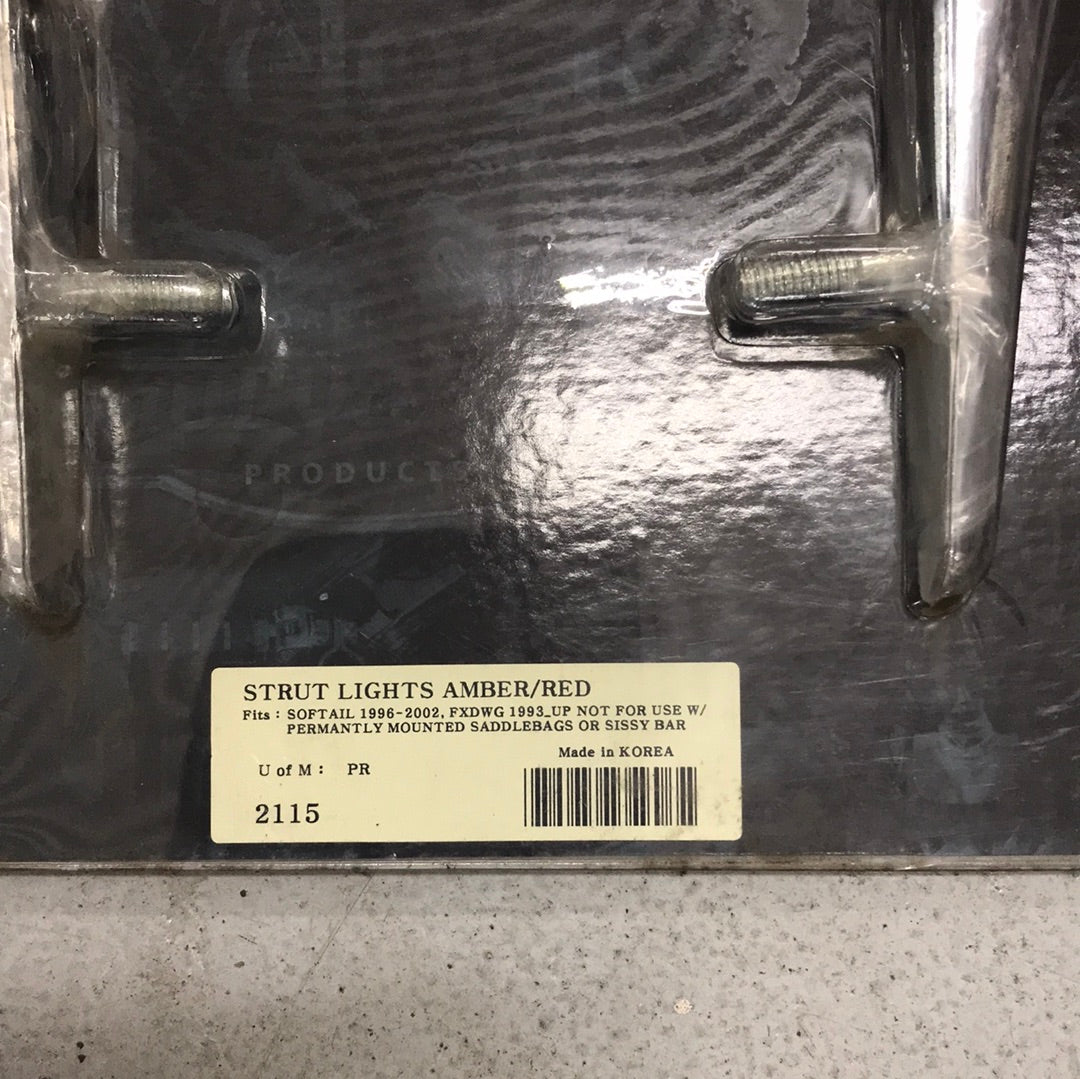 PRODUCTS
STRUT LIGHTS AMBER/RED
Fits : SOFTAIL 1996-2002, FXDWG 1993_UP NOT FOR USE W/
PERMANTLY MOUNTED SADDLEBAGS OR SISSY BAR
Made in KOREA
U of M : PR
2115